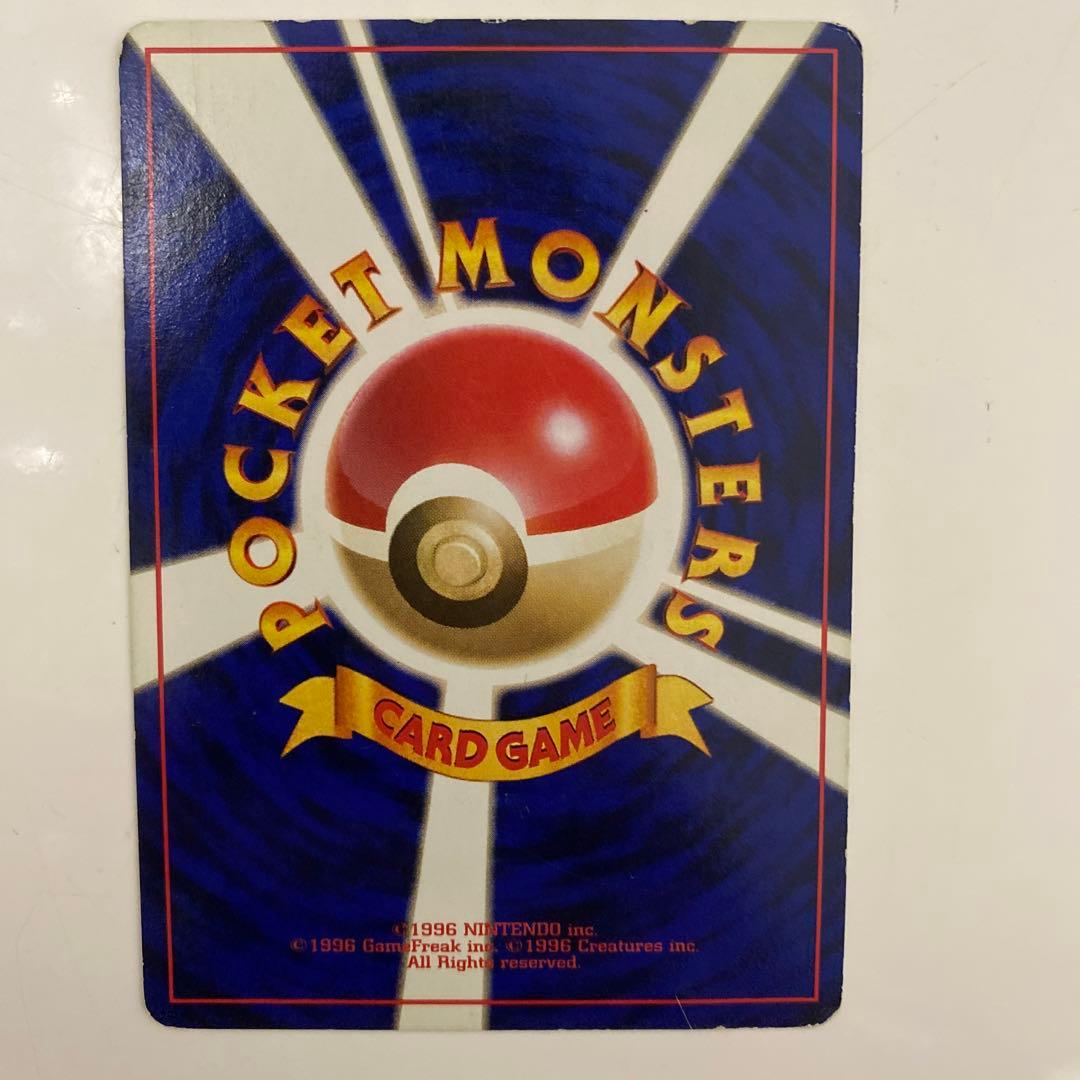 POCKET MONSTERS
CARD GAME
©1996 NINTENDO inc.
©1996 GameFreak inc. ©1996 Creatures inc.
All Rights reserved.